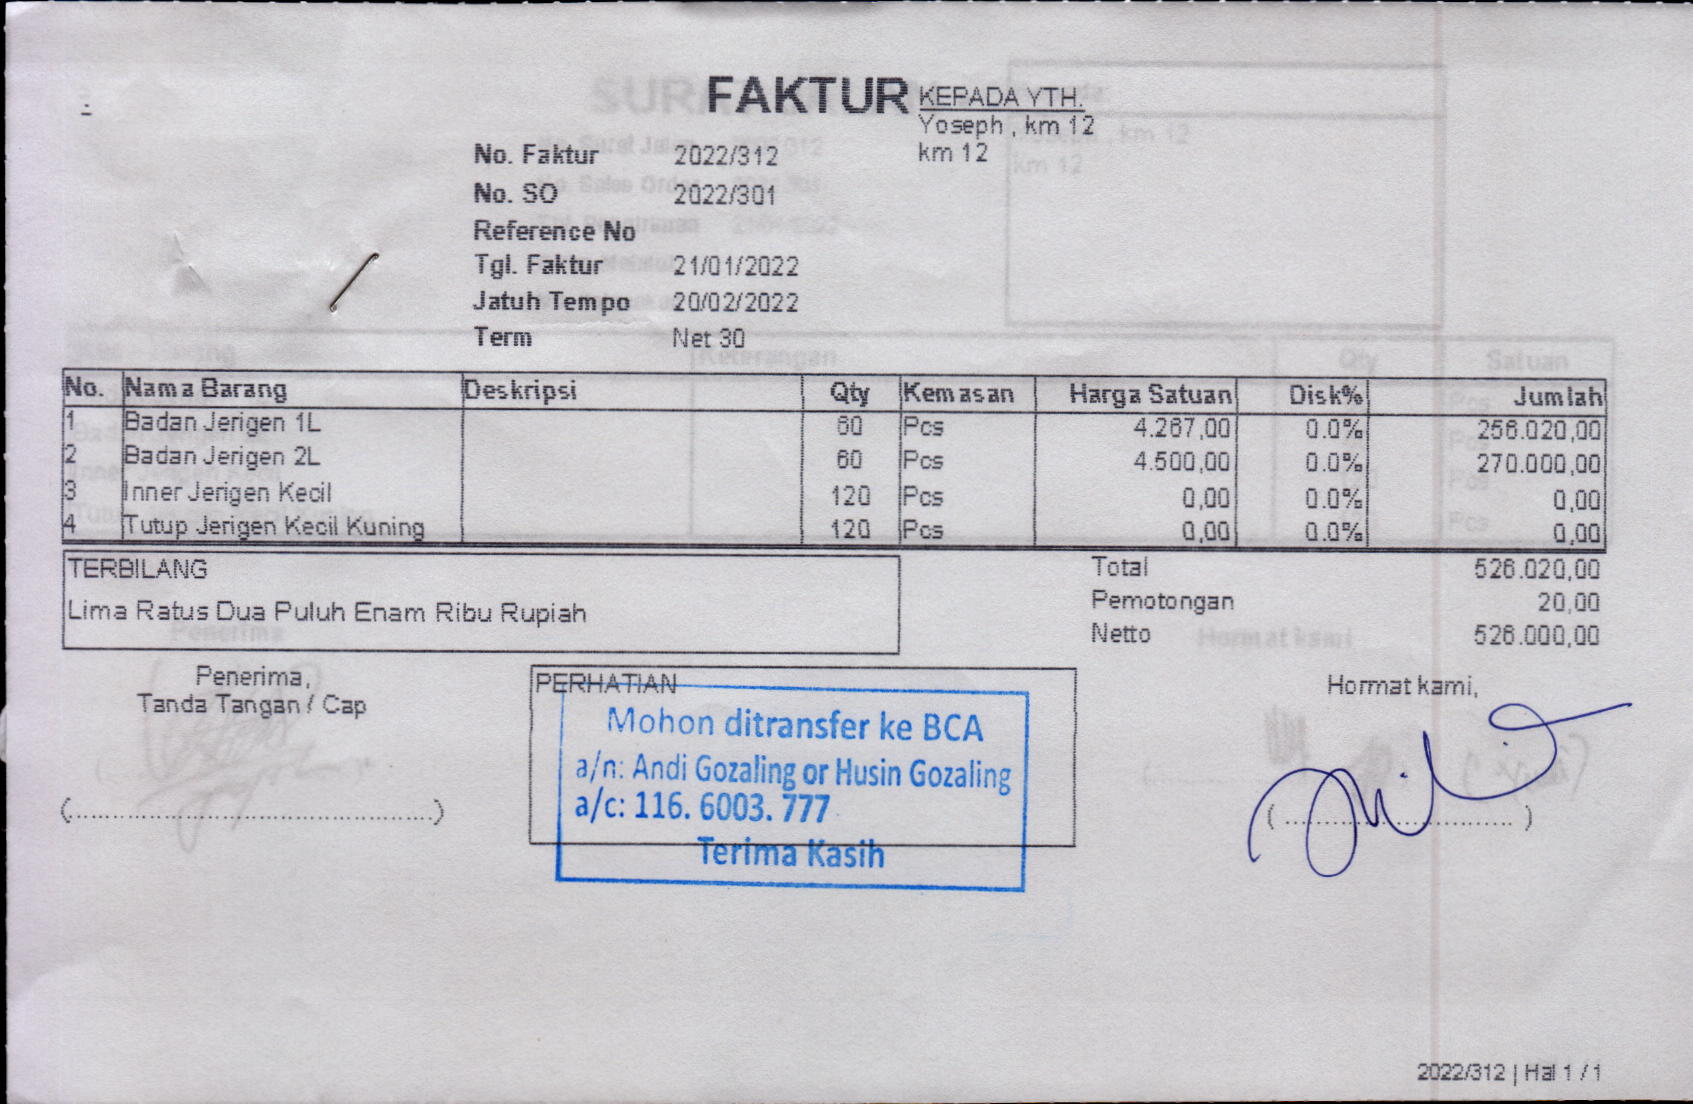 FAKTUR
KEPADA YTH.
Yoseph , km 12
km 12
No. Faktur 2022/312
No. SO 2022/301
Reference No
Tgl. Faktur 21/01/2022
Jatuh Tempo 20/02/2022
Term Net 30
No. Nama Barang Deskripsi Qty Kemasan Harga Satuan Disk% Jumlah
1 Badan Jerigen 1L 60 Pcs 4.267,00 0.0% 256.020,00
2 Badan Jerigen 2L 60 Pcs 4.500,00 0.0% 270.000,00
3 Inner Jerigen Kecil 120 Pcs 0,00 0.0% 0,00
4 Tutup Jerigen Kecil Kuning 120 Pcs 0,00 0.0% 0,00
TERBILANG
Lima Ratus Dua Puluh Enam Ribu Rupiah
Total 526.020,00
Pemotongan 20,00
Netto 526.000,00
Penerima,
Tanda Tangan / Cap
(....................................................)
PERHATIAN
Mohon ditransfer ke BCA
a/n: Andi Gozaling or Husin Gozaling
a/c: 116. 6003. 777
Terima Kasih
Hormat kami,
( ................................. )
2022/312 | Hal 1 / 1